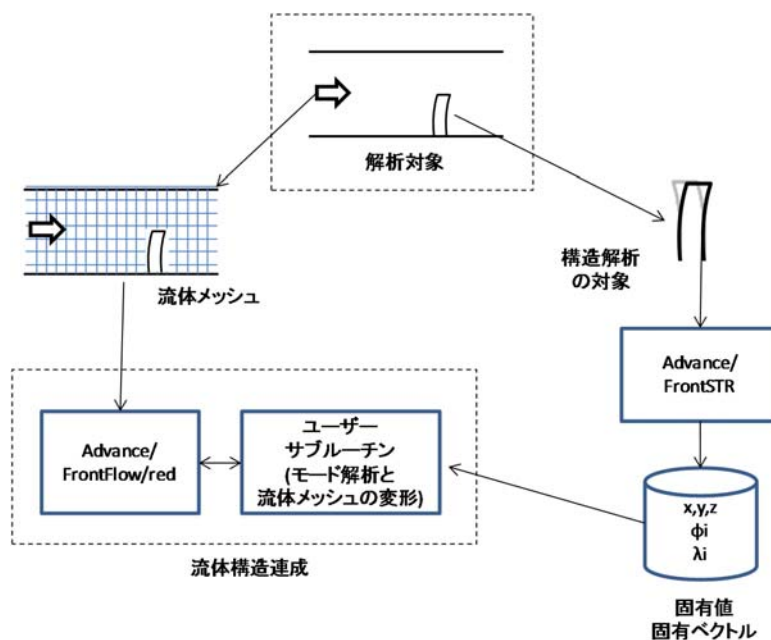 解析対象
流体メッシュ
構造解析
の対象
Advance/
FrontSTR
Advance/
FrontFlow/red
ユーザー
サブルーチン
(モード解析と
流体メッシュの変形)
流体構造連成
x,y,z
ϕi
λi
固有値
固有ベクトル